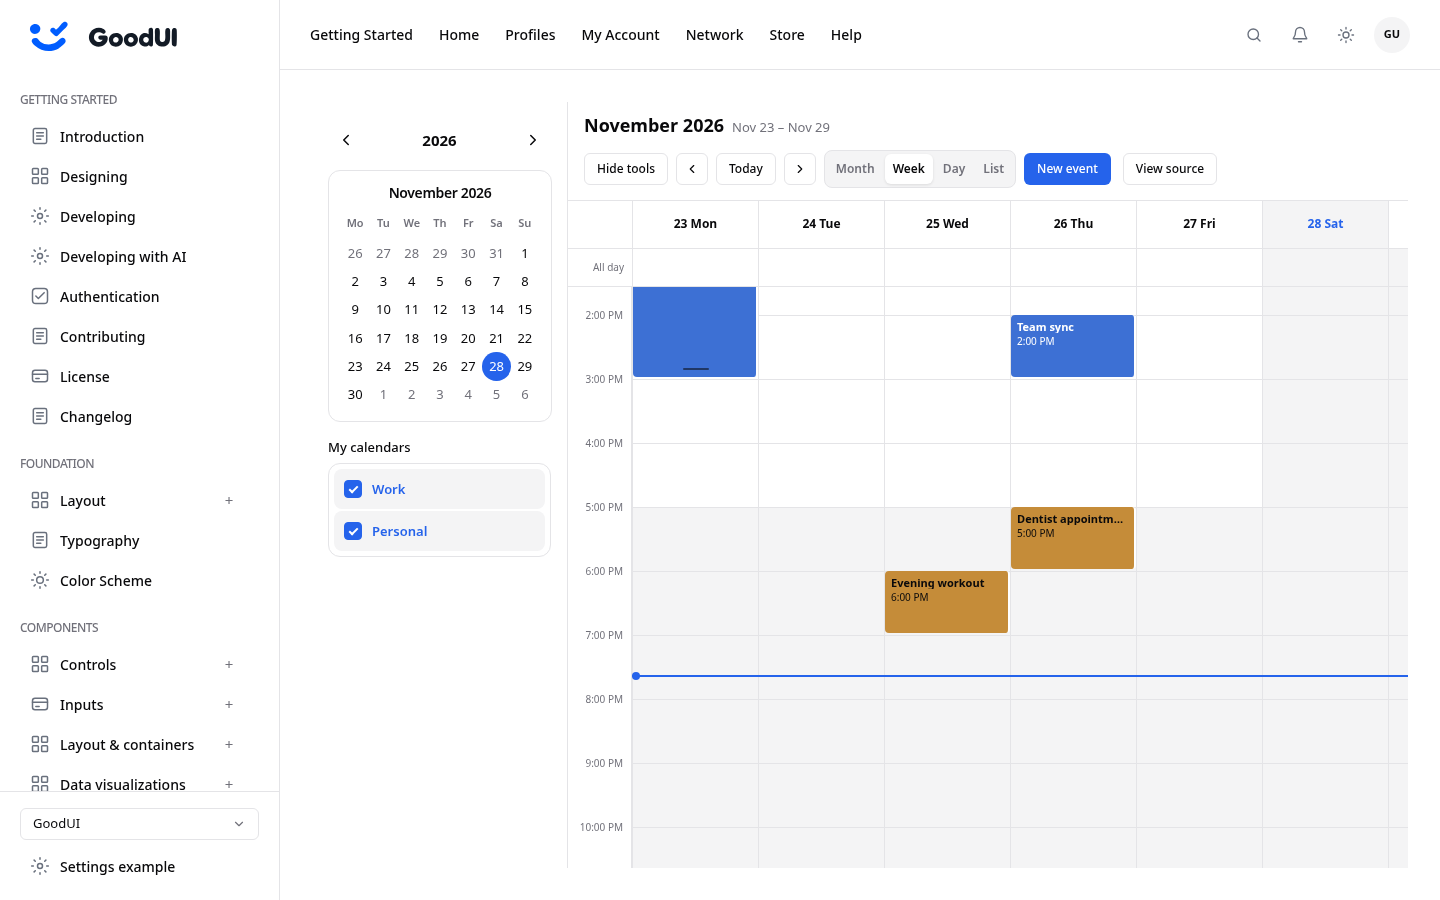 GoodUI
GETTING STARTED
Introduction
Designing
Developing
Developing with AI
Authentication
Contributing
License
Changelog
FOUNDATION
Layout +
Typography
Color Scheme
COMPONENTS
Controls +
Inputs +
Layout & containers +
Data visualizations +
GoodUI
Settings example
Getting Started Home Profiles My Account Network Store Help
GU
2026
November 2026
Mo Tu We Th Fr Sa Su
26 27 28 29 30 31 1
2 3 4 5 6 7 8
9 10 11 12 13 14 15
16 17 18 19 20 21 22
23 24 25 26 27 28 29
30 1 2 3 4 5 6
My calendars
Work
Personal
November 2026 Nov 23 – Nov 29
Hide tools Today Month Week Day List New event View source
23 Mon 24 Tue 25 Wed 26 Thu 27 Fri 28 Sat
All day
2:00 PM
3:00 PM
4:00 PM
5:00 PM
6:00 PM
7:00 PM
8:00 PM
9:00 PM
10:00 PM
Evening workout
6:00 PM
Team sync
2:00 PM
Dentist appointm...
5:00 PM